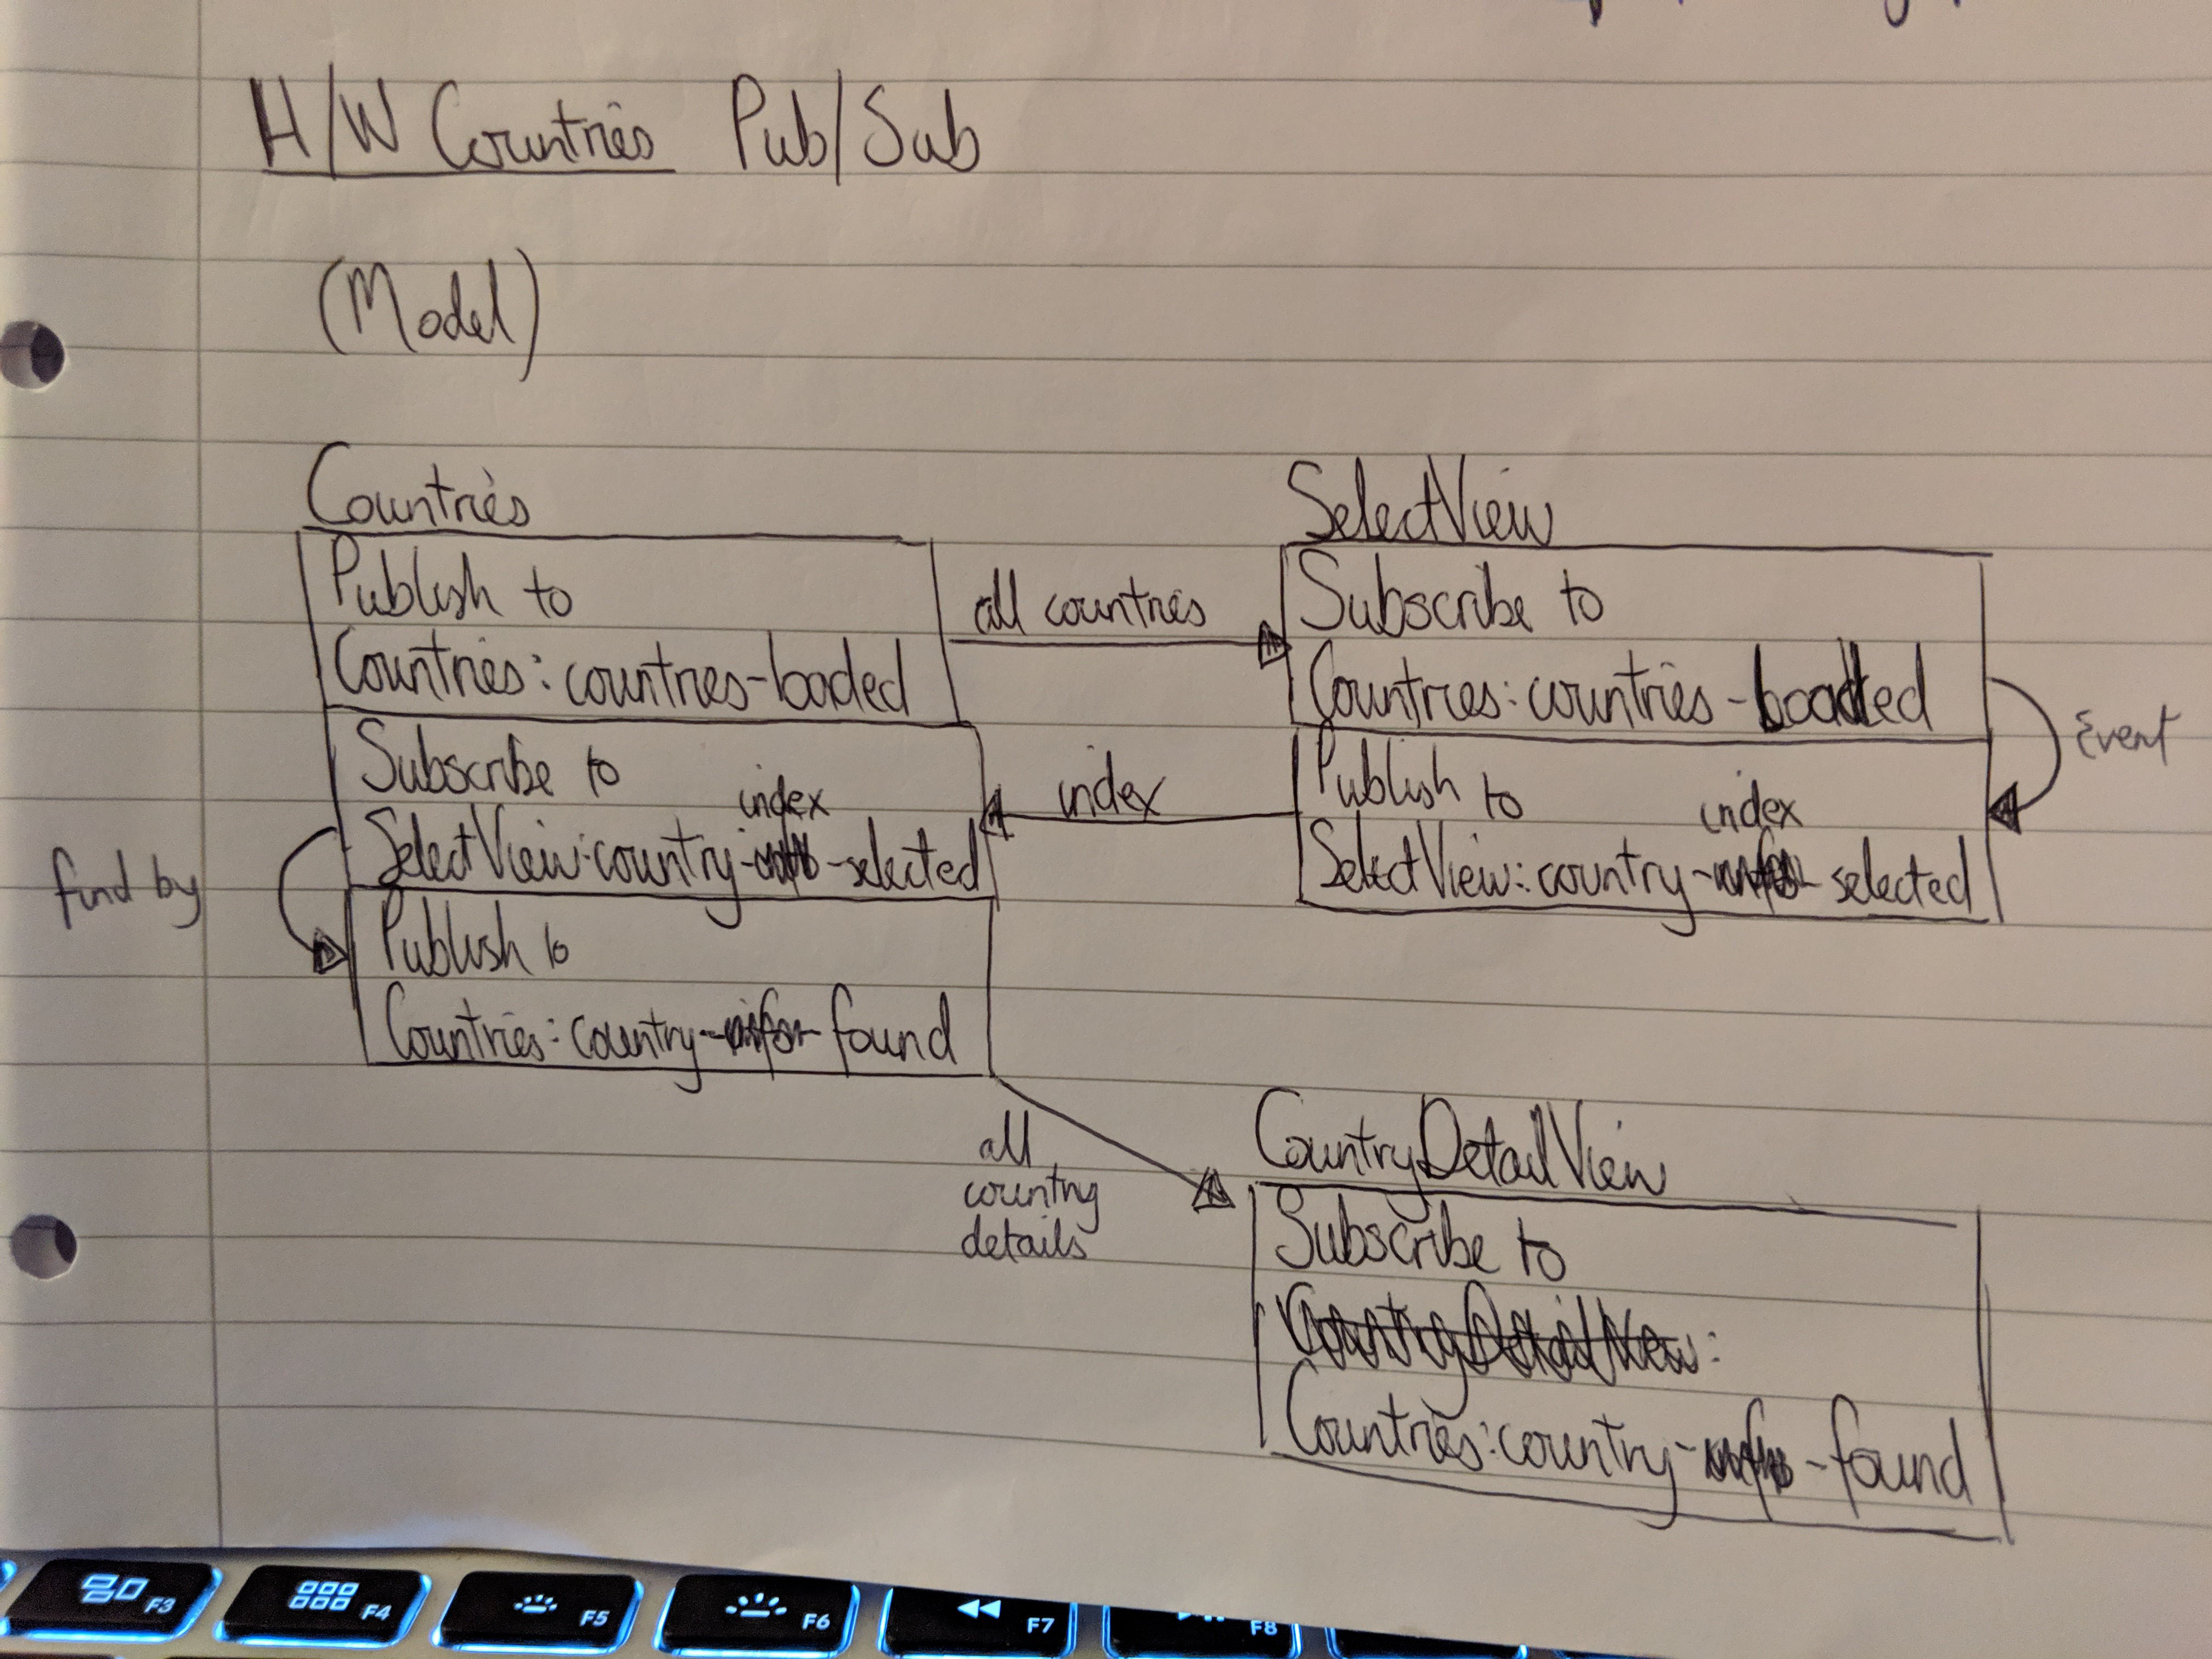 H/W Countries Pub/Sub
(Model)
Countries
Publish to
Countries:countries-loaded
Subscribe to
index
SelectView:country-selected
Publish to
Countries:country-found
find by
all countries
index
SelectView
Subscribe to
Countries:countries-loaded
Publish to
index
SelectView:country-selected
Event
all
country
details
CountryDetailView
Subscribe to
CountryDetailView:
Countries:country-found
F3
F4
F5
F6
F7
F8